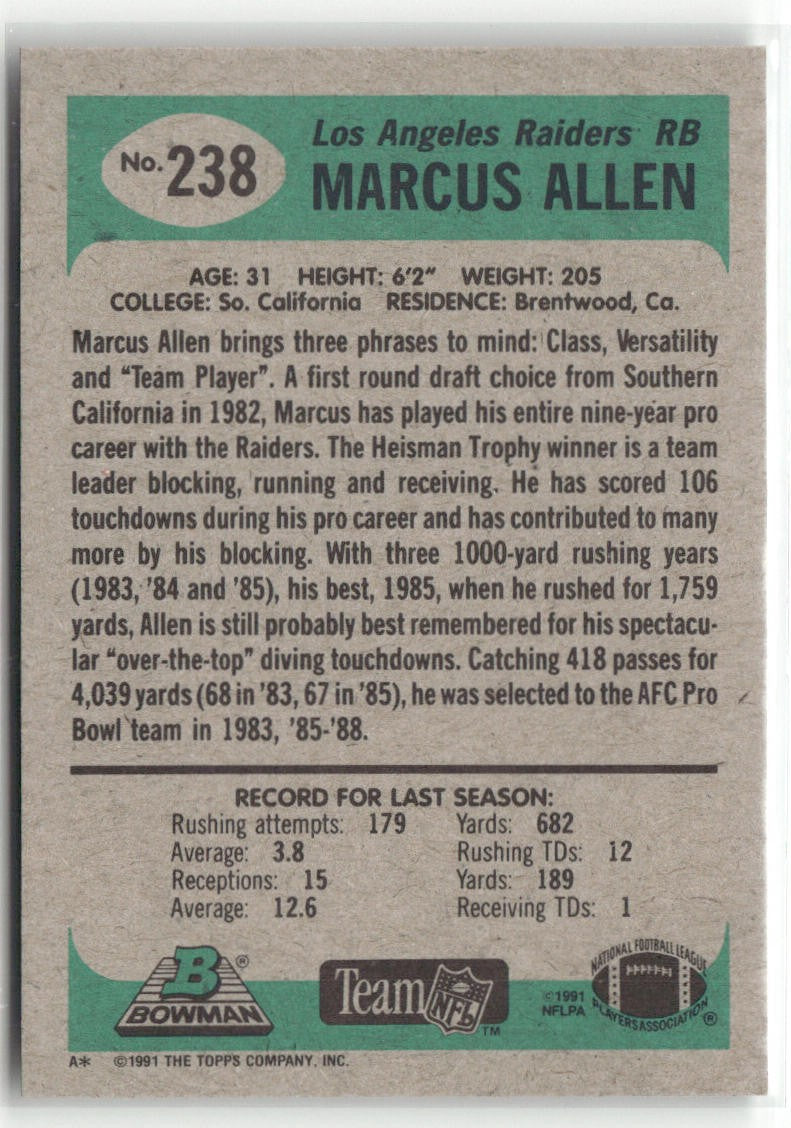 No. 238
Los Angeles Raiders RB
MARCUS ALLEN
AGE: 31 HEIGHT: 6'2" WEIGHT: 205
COLLEGE: So. California RESIDENCE: Brentwood, Ca.
Marcus Allen brings three phrases to mind: Class, Versatility
and "Team Player". A first round draft choice from Southern
California in 1982, Marcus has played his entire nine-year pro
career with the Raiders. The Heisman Trophy winner is a team
leader blocking, running and receiving. He has scored 106
touchdowns during his pro career and has contributed to many
more by his blocking. With three 1000-yard rushing years
(1983, '84 and '85), his best, 1985, when he rushed for 1,759
yards, Allen is still probably best remembered for his spectacu-
lar "over-the-top" diving touchdowns. Catching 418 passes for
4,039 yards (68 in '83, 67 in '85), he was selected to the AFC Pro
Bowl team in 1983, '85-'88.
RECORD FOR LAST SEASON:
Rushing attempts: 179 Yards: 682
Average: 3.8 Rushing TDs: 12
Receptions: 15 Yards: 189
Average: 12.6 Receiving TDs: 1
B ®
BOWMAN
Team NFL ™
©1991
NFLPA
NATIONAL FOOTBALL LEAGUE
PLAYERS ASSOCIATION ®
A* ©1991 THE TOPPS COMPANY, INC.